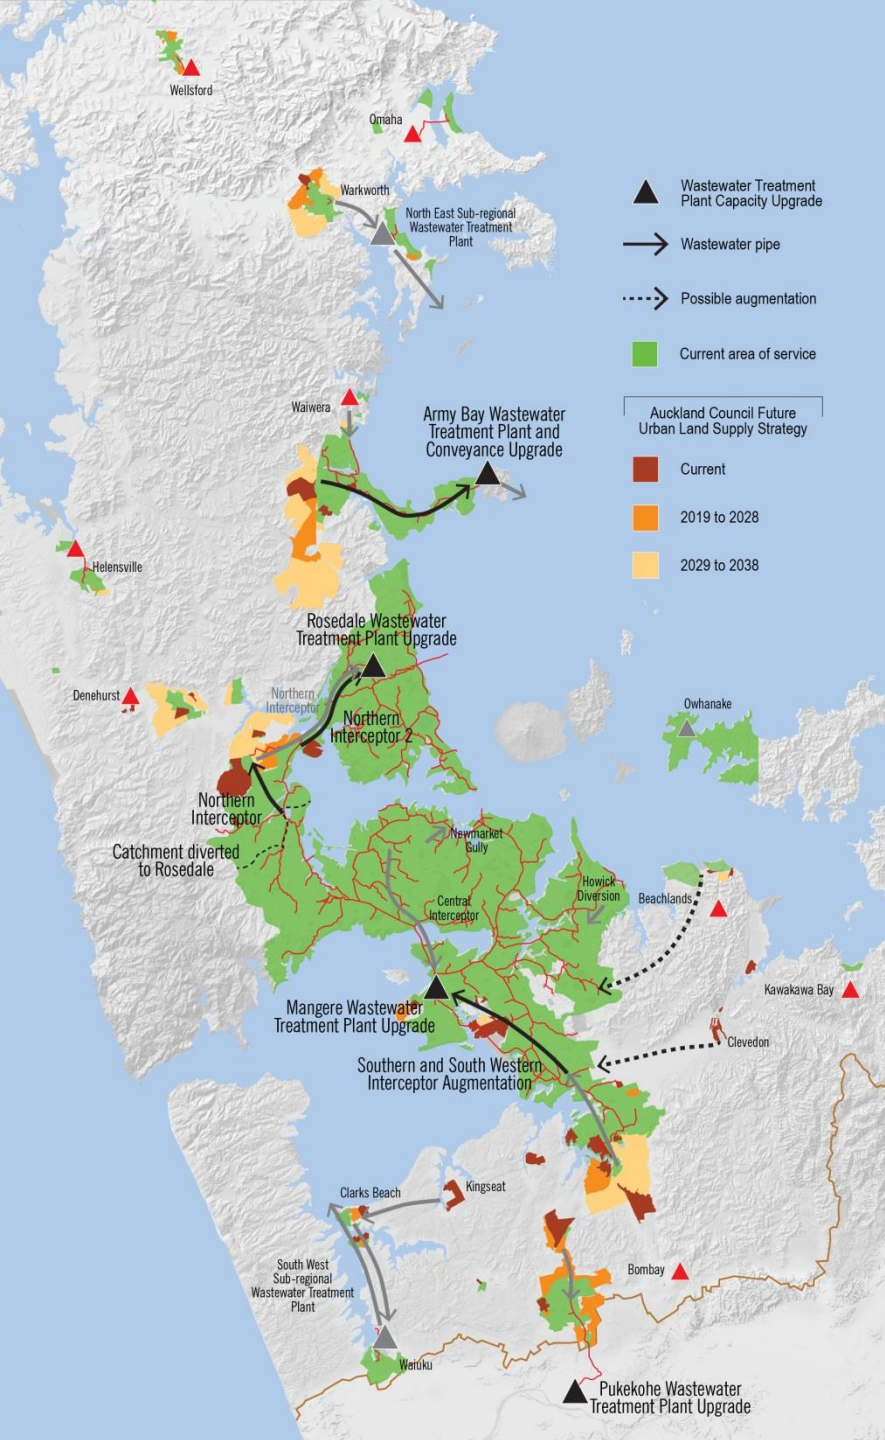 Wellsford
Omaha
Warkworth
North East Sub-regional
Wastewater Treatment
Plant
Wastewater Treatment
Plant Capacity Upgrade
Wastewater pipe
Possible augmentation
Current area of service
Auckland Council Future
Urban Land Supply Strategy
Current
2019 to 2028
2029 to 2038
Waiwera
Army Bay Wastewater
Treatment Plant and
Conveyance Upgrade
Helensville
Rosedale Wastewater
Treatment Plant Upgrade
Denehurst
Northern
Interceptor
Northern
Interceptor 2
Owhanake
Northern
Interceptor
Catchment diverted
to Rosedale
Newmarket
Gully
Central
Interceptor
Howick
Diversion
Beachlands
Kawakawa Bay
Mangere Wastewater
Treatment Plant Upgrade
Clevedon
Southern and South Western
Interceptor Augmentation
Clarks Beach
Kingseat
South West
Sub-regional
Wastewater Treatment
Plant
Bombay
Waiuku
Pukekohe Wastewater
Treatment Plant Upgrade